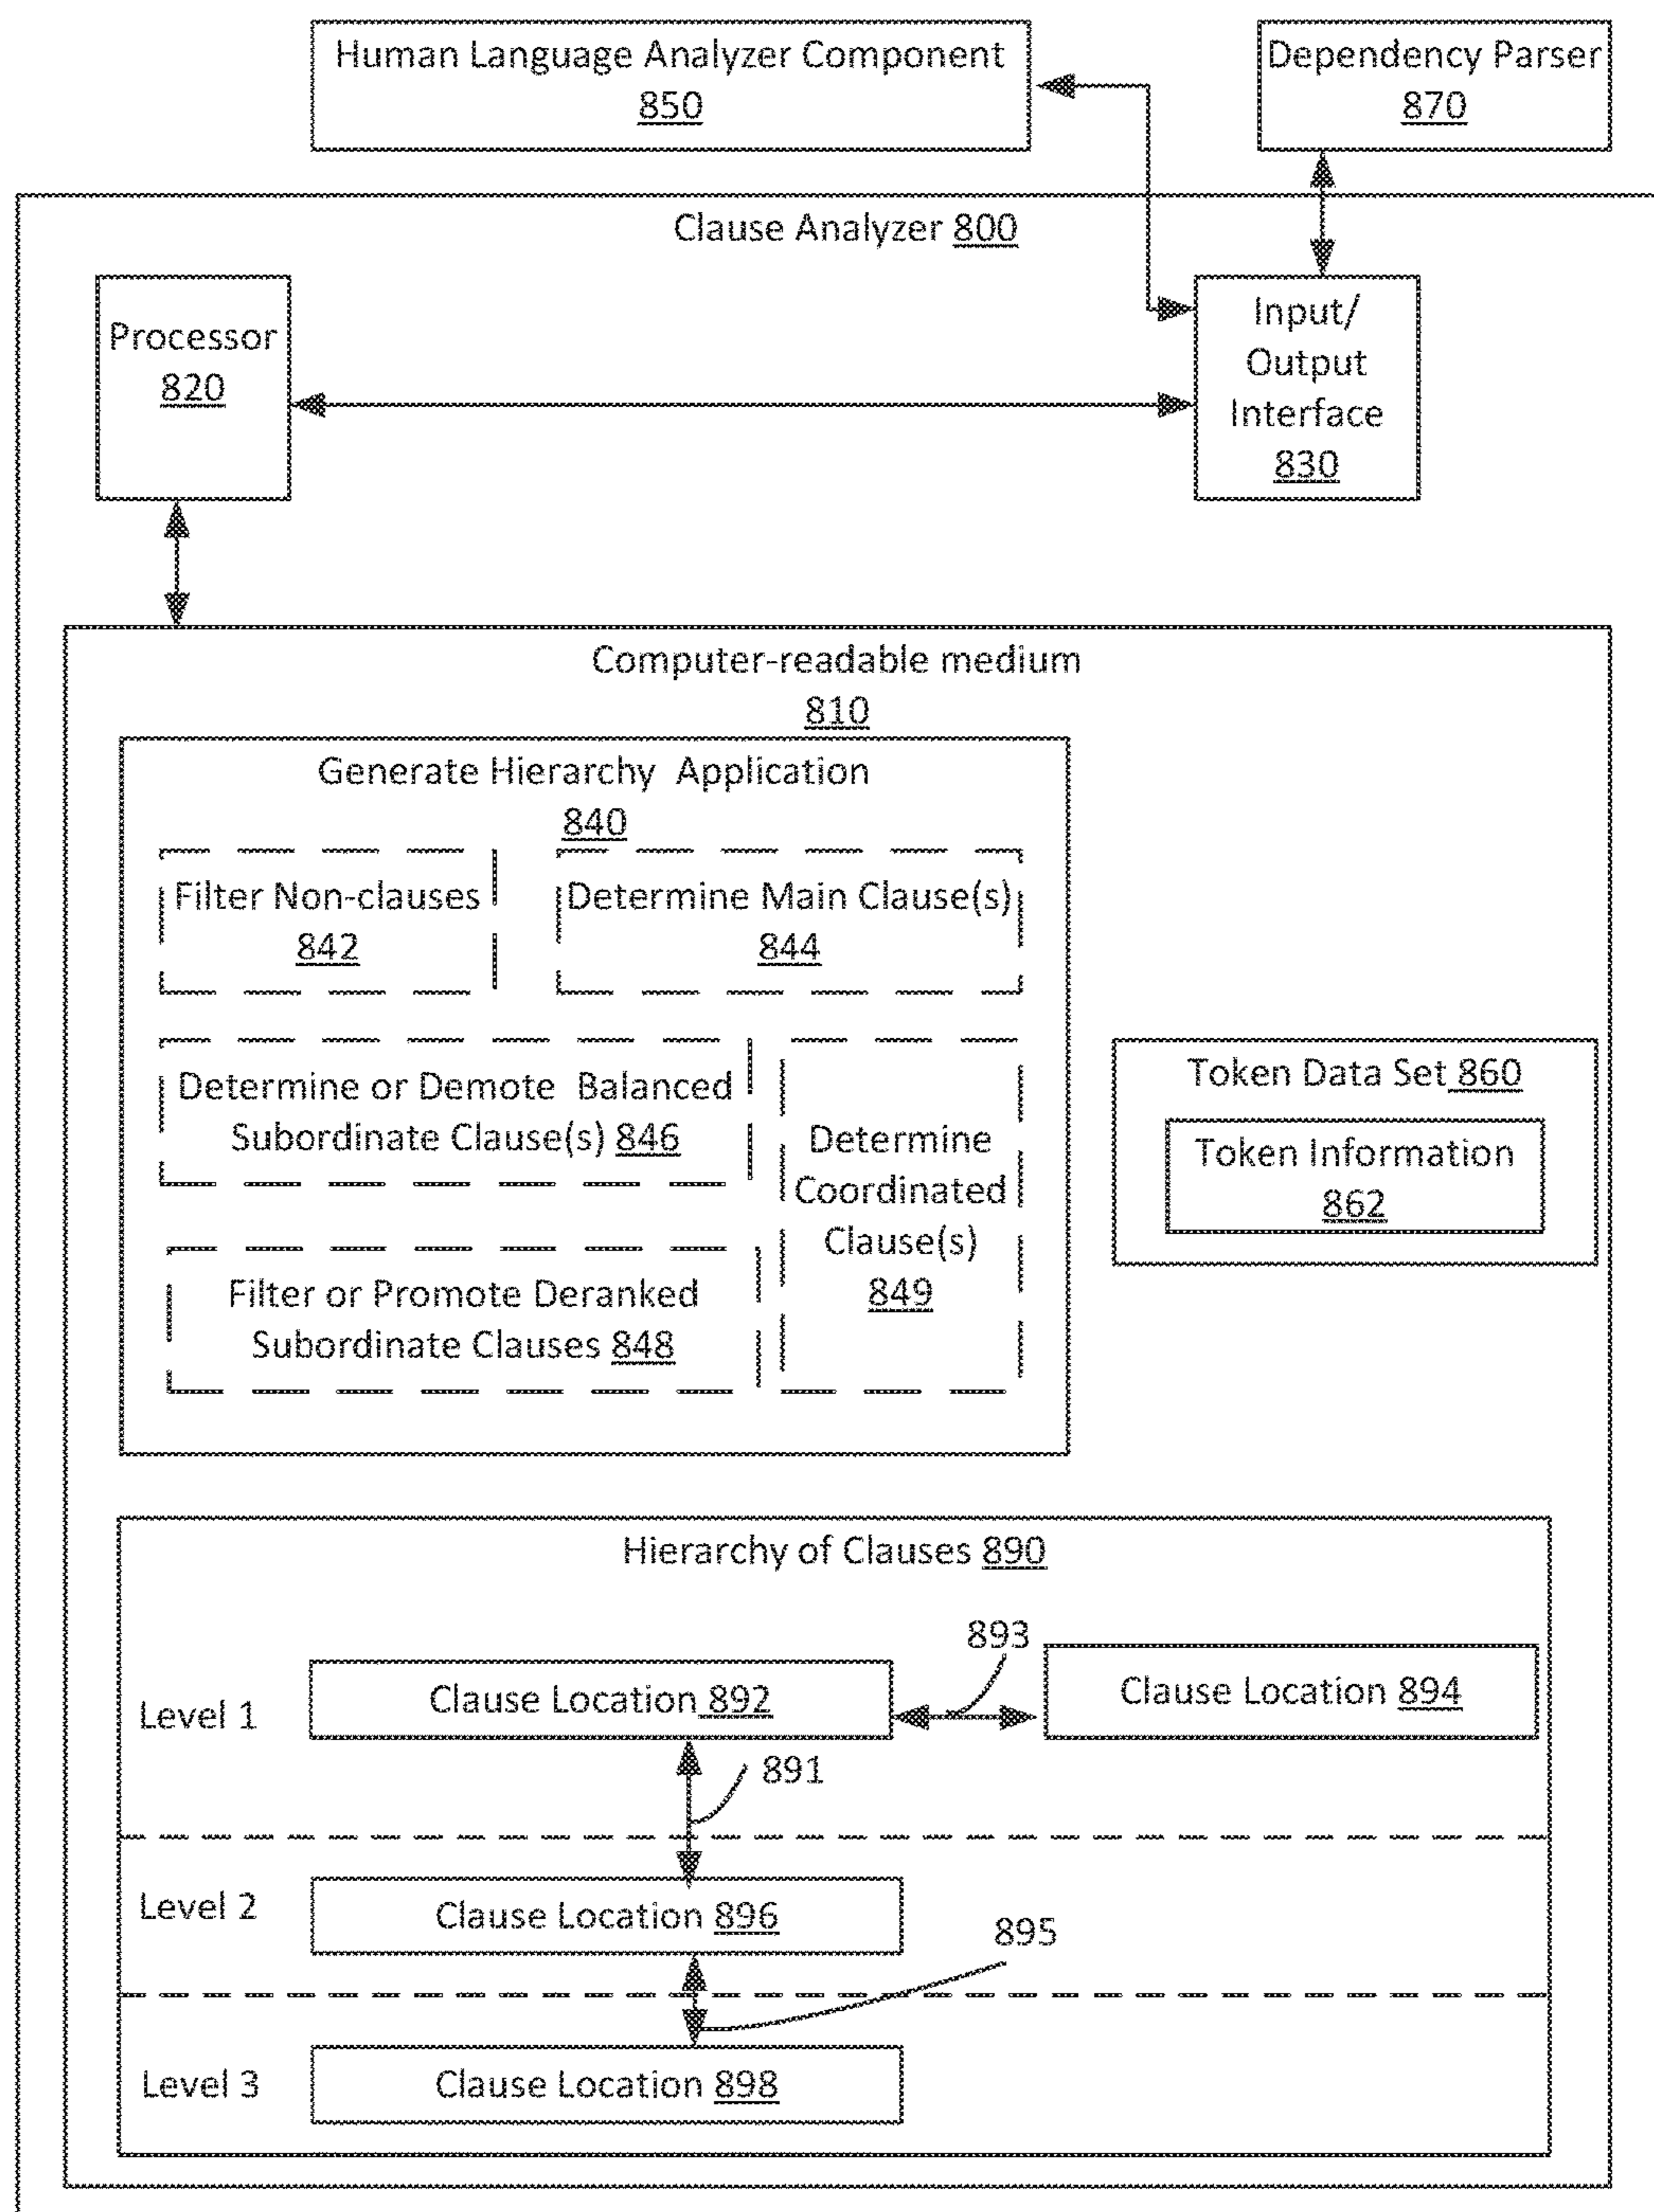 Human Language Analyzer Component
850
Dependency Parser
870
Clause Analyzer 800
Processor
820
Input/
Output
Interface
830
Computer-readable medium
810
Generate Hierarchy Application
840
Filter Non-clauses
842
Determine Main Clause(s)
844
Determine or Demote Balanced
Subordinate Clause(s) 846
Determine
Coordinated
Clause(s)
849
Filter or Promote Deranked
Subordinate Clauses 848
Token Data Set 860
Token Information
862
Hierarchy of Clauses 890
893
Level 1
Clause Location 892
Clause Location 894
891
Level 2
Clause Location 896
895
Level 3
Clause Location 898